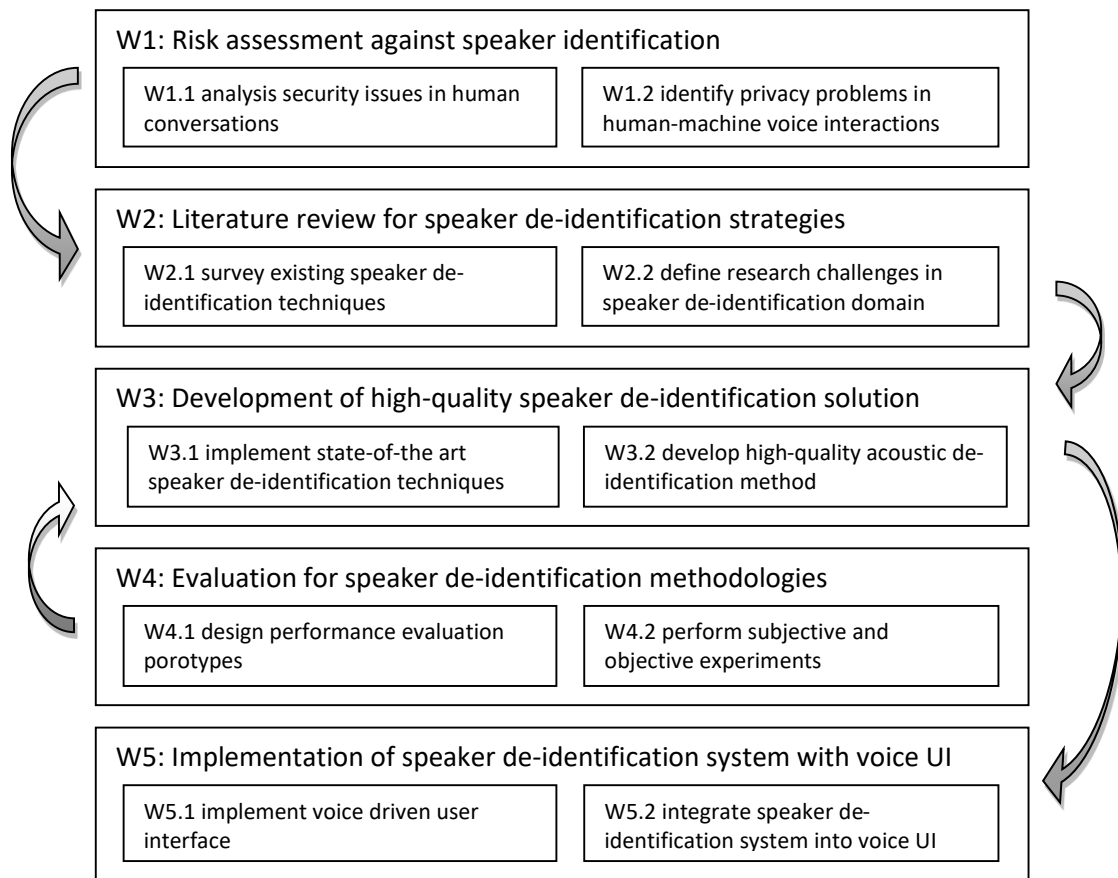 W1: Risk assessment against speaker identification
W1.1 analysis security issues in human
conversations
W1.2 identify privacy problems in
human-machine voice interactions
W2: Literature review for speaker de-identification strategies
W2.1 survey existing speaker de-
identification techniques
W2.2 define research challenges in
speaker de-identification domain
W3: Development of high-quality speaker de-identification solution
W3.1 implement state-of-the art
speaker de-identification techniques
W3.2 develop high-quality acoustic de-
identification method
W4: Evaluation for speaker de-identification methodologies
W4.1 design performance evaluation
porotypes
W4.2 perform subjective and
objective experiments
W5: Implementation of speaker de-identification system with voice UI
W5.1 implement voice driven user
interface
W5.2 integrate speaker de-
identification system into voice UI